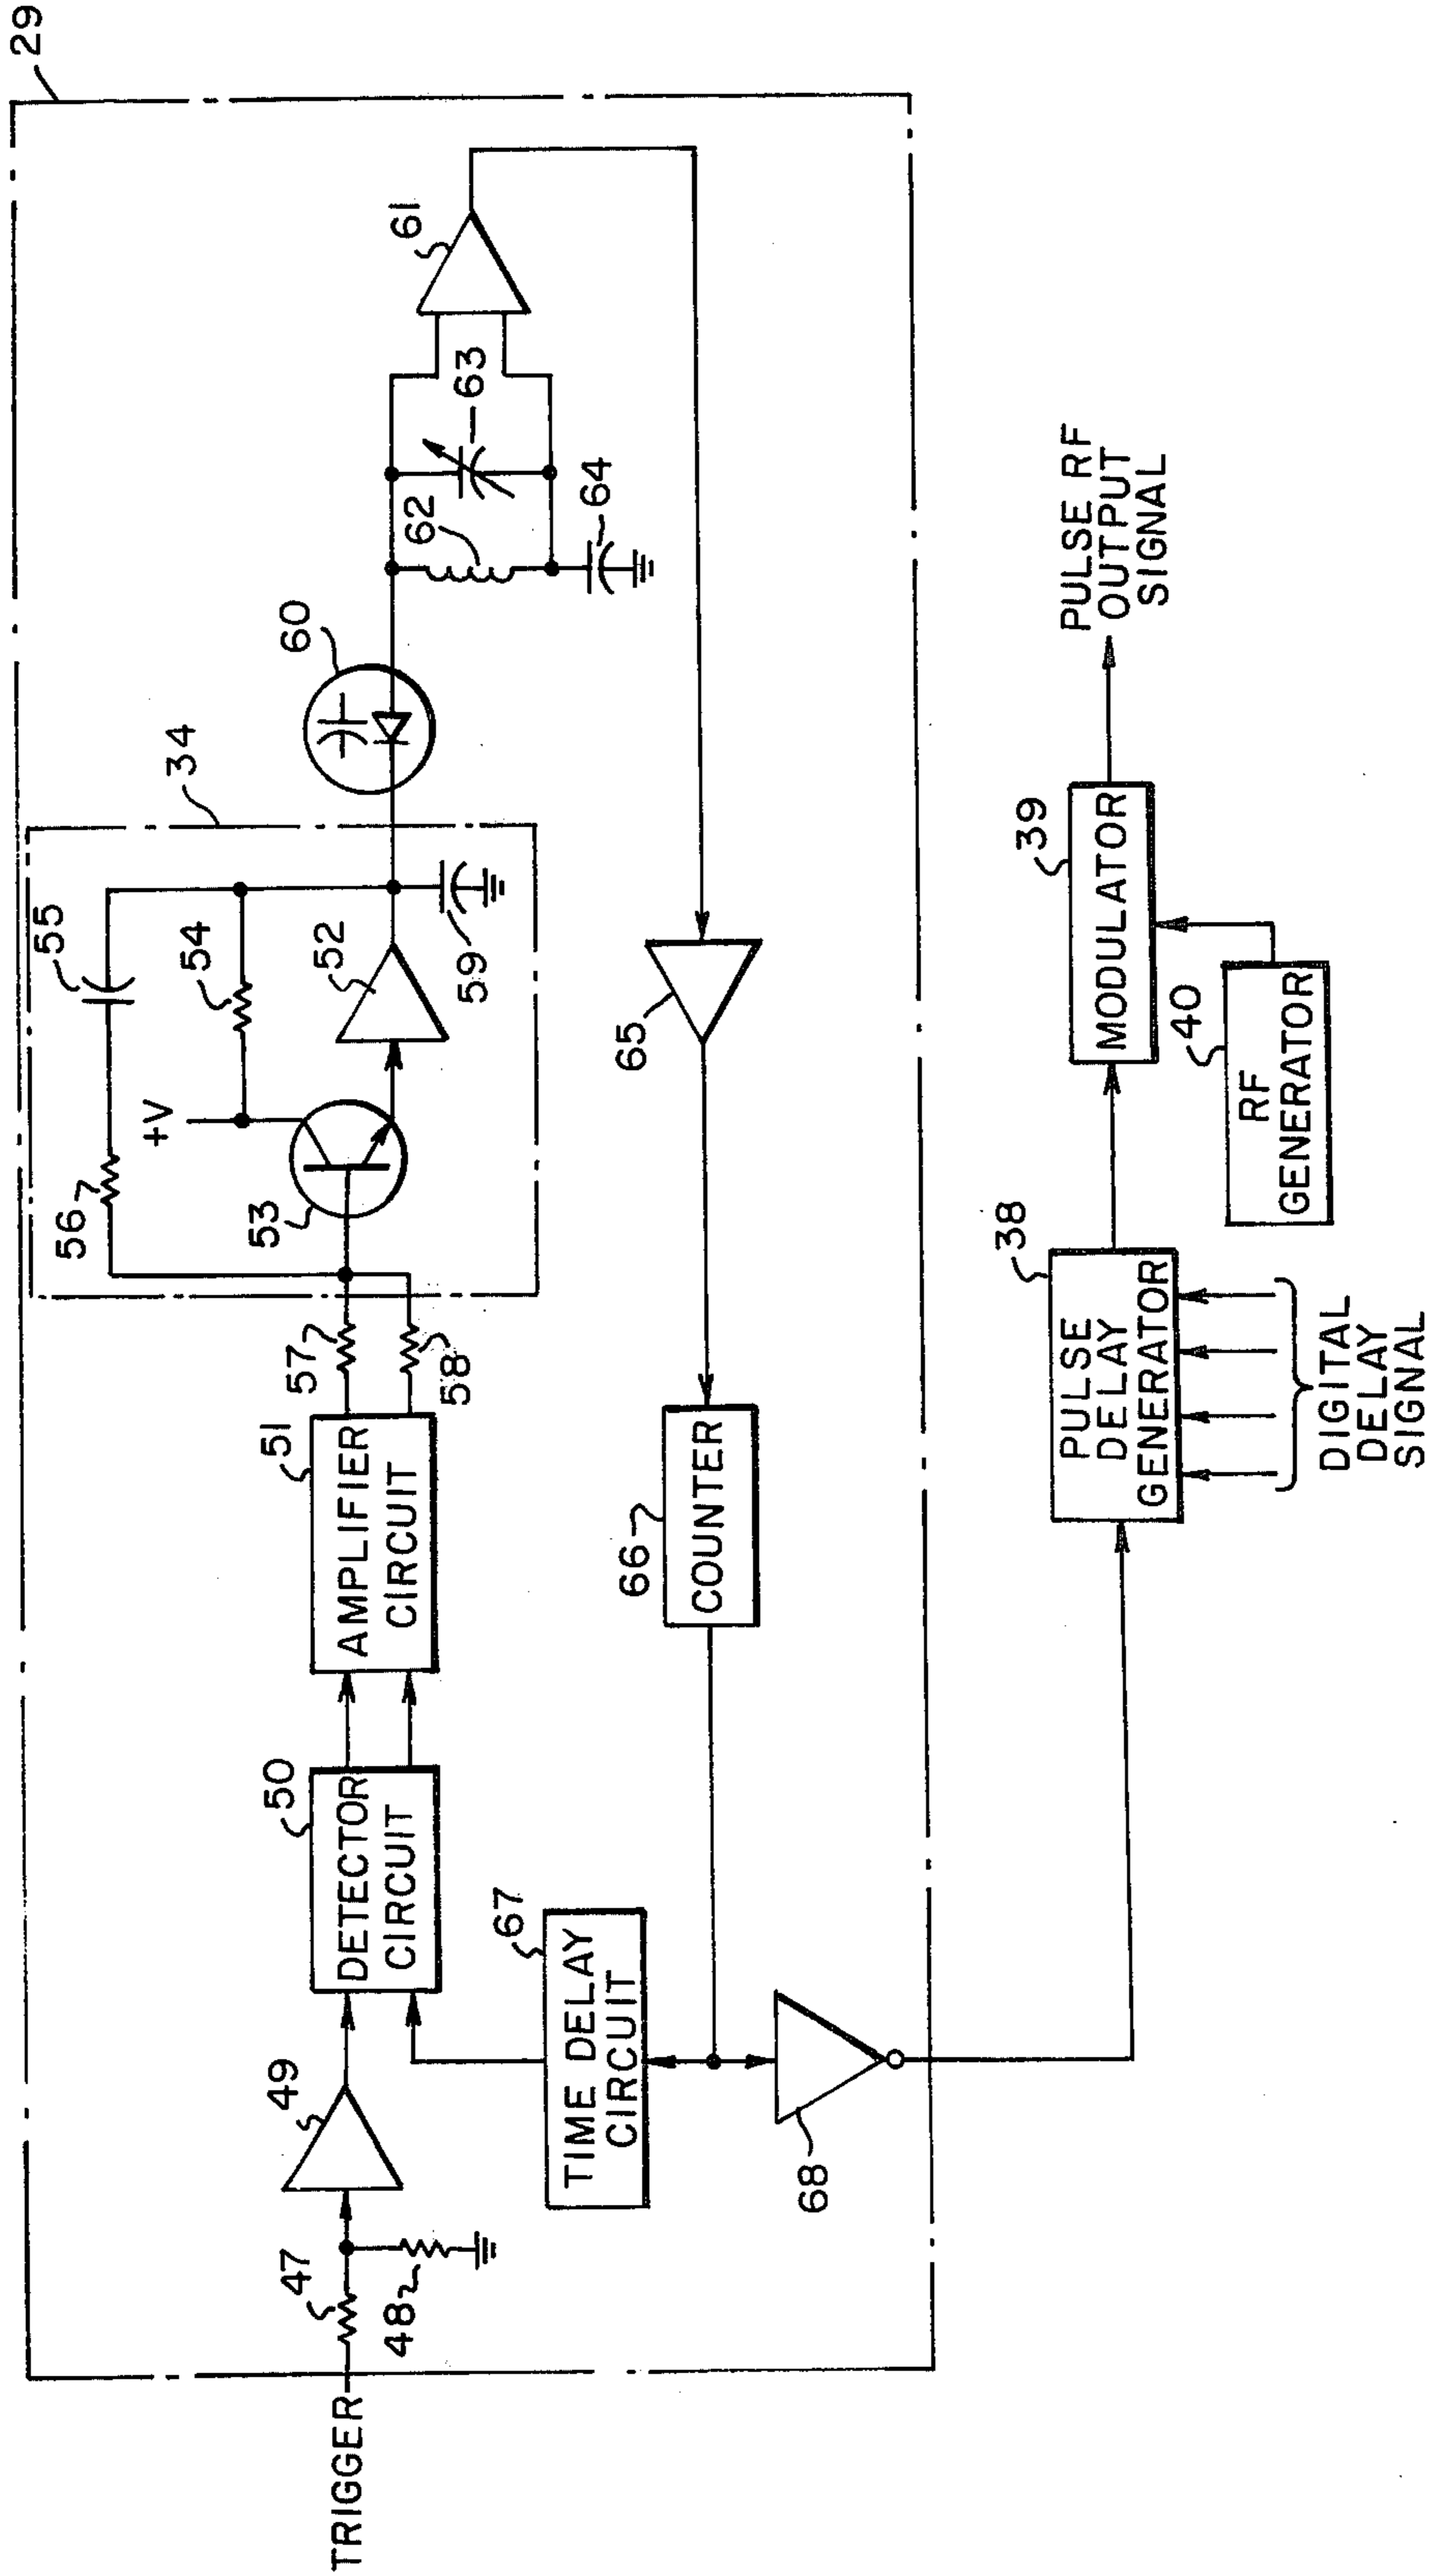 29
34
55
56
54
+V
53
52
59
60
62
63
64
61
TRIGGER
47
48
49
50
DETECTOR
CIRCUIT
51
AMPLIFIER
CIRCUIT
57
58
67
TIME DELAY
CIRCUIT
66
COUNTER
65
68
38
PULSE
DELAY
GENERATOR
DIGITAL
DELAY
SIGNAL
39
MODULATOR
40
RF
GENERATOR
PULSE RF
OUTPUT
SIGNAL